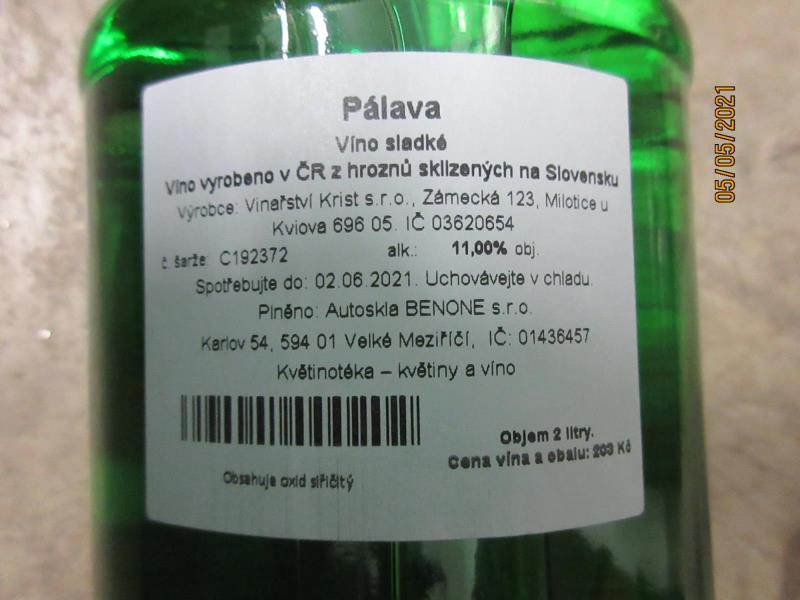 Pálava
Víno sladké
Víno vyrobeno v ČR z hroznů sklizených na Slovensku
Výrobce: Vinařství Krist s.r.o., Zámecká 123, Milotice u
Kviova 696 05. IČ 03620654
č. šarže: C192372 alk.: 11,00% obj.
Spotřebujte do: 02.06.2021. Uchovávejte v chladu.
Plněno: Autoskla BENONE s.r.o.
Karlov 54, 594 01 Velké Meziříčí, IČ: 01436457
Květinotéka – květiny a víno
Objem 2 litry.
Cena vína a obalu: 203 Kč
Obsahuje oxid siřičitý
05/05/2021